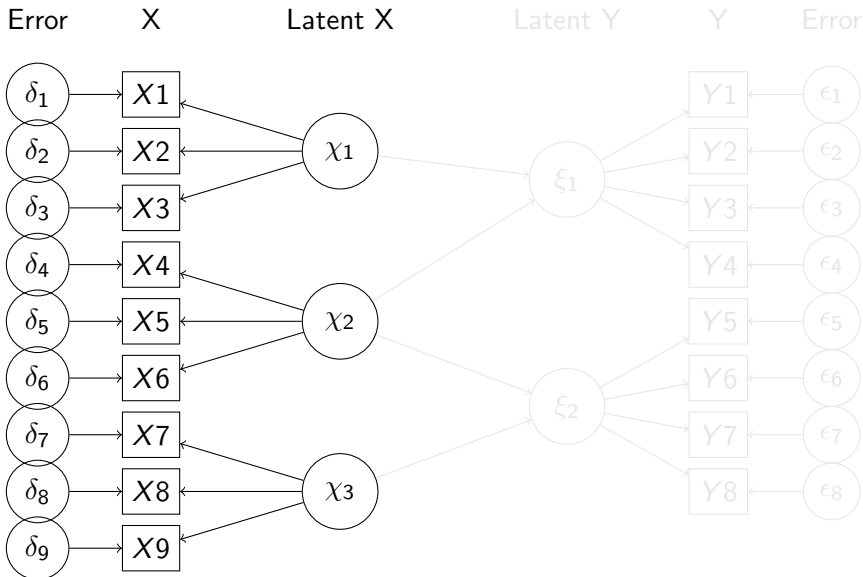 Error X Latent X Latent Y Y Error
δ1 X1 Y1 ϵ1
δ2 X2 χ1 Y2 ϵ2
ξ1
δ3 X3 Y3 ϵ3
δ4 X4 Y4 ϵ4
δ5 X5 χ2 Y5 ϵ5
δ6 X6 Y6 ϵ6
ξ2
δ7 X7 Y7 ϵ7
δ8 X8 χ3 Y8 ϵ8
δ9 X9